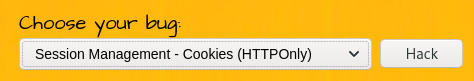 Choose your bug:
Session Management - Cookies (HTTPOnly)
Hack